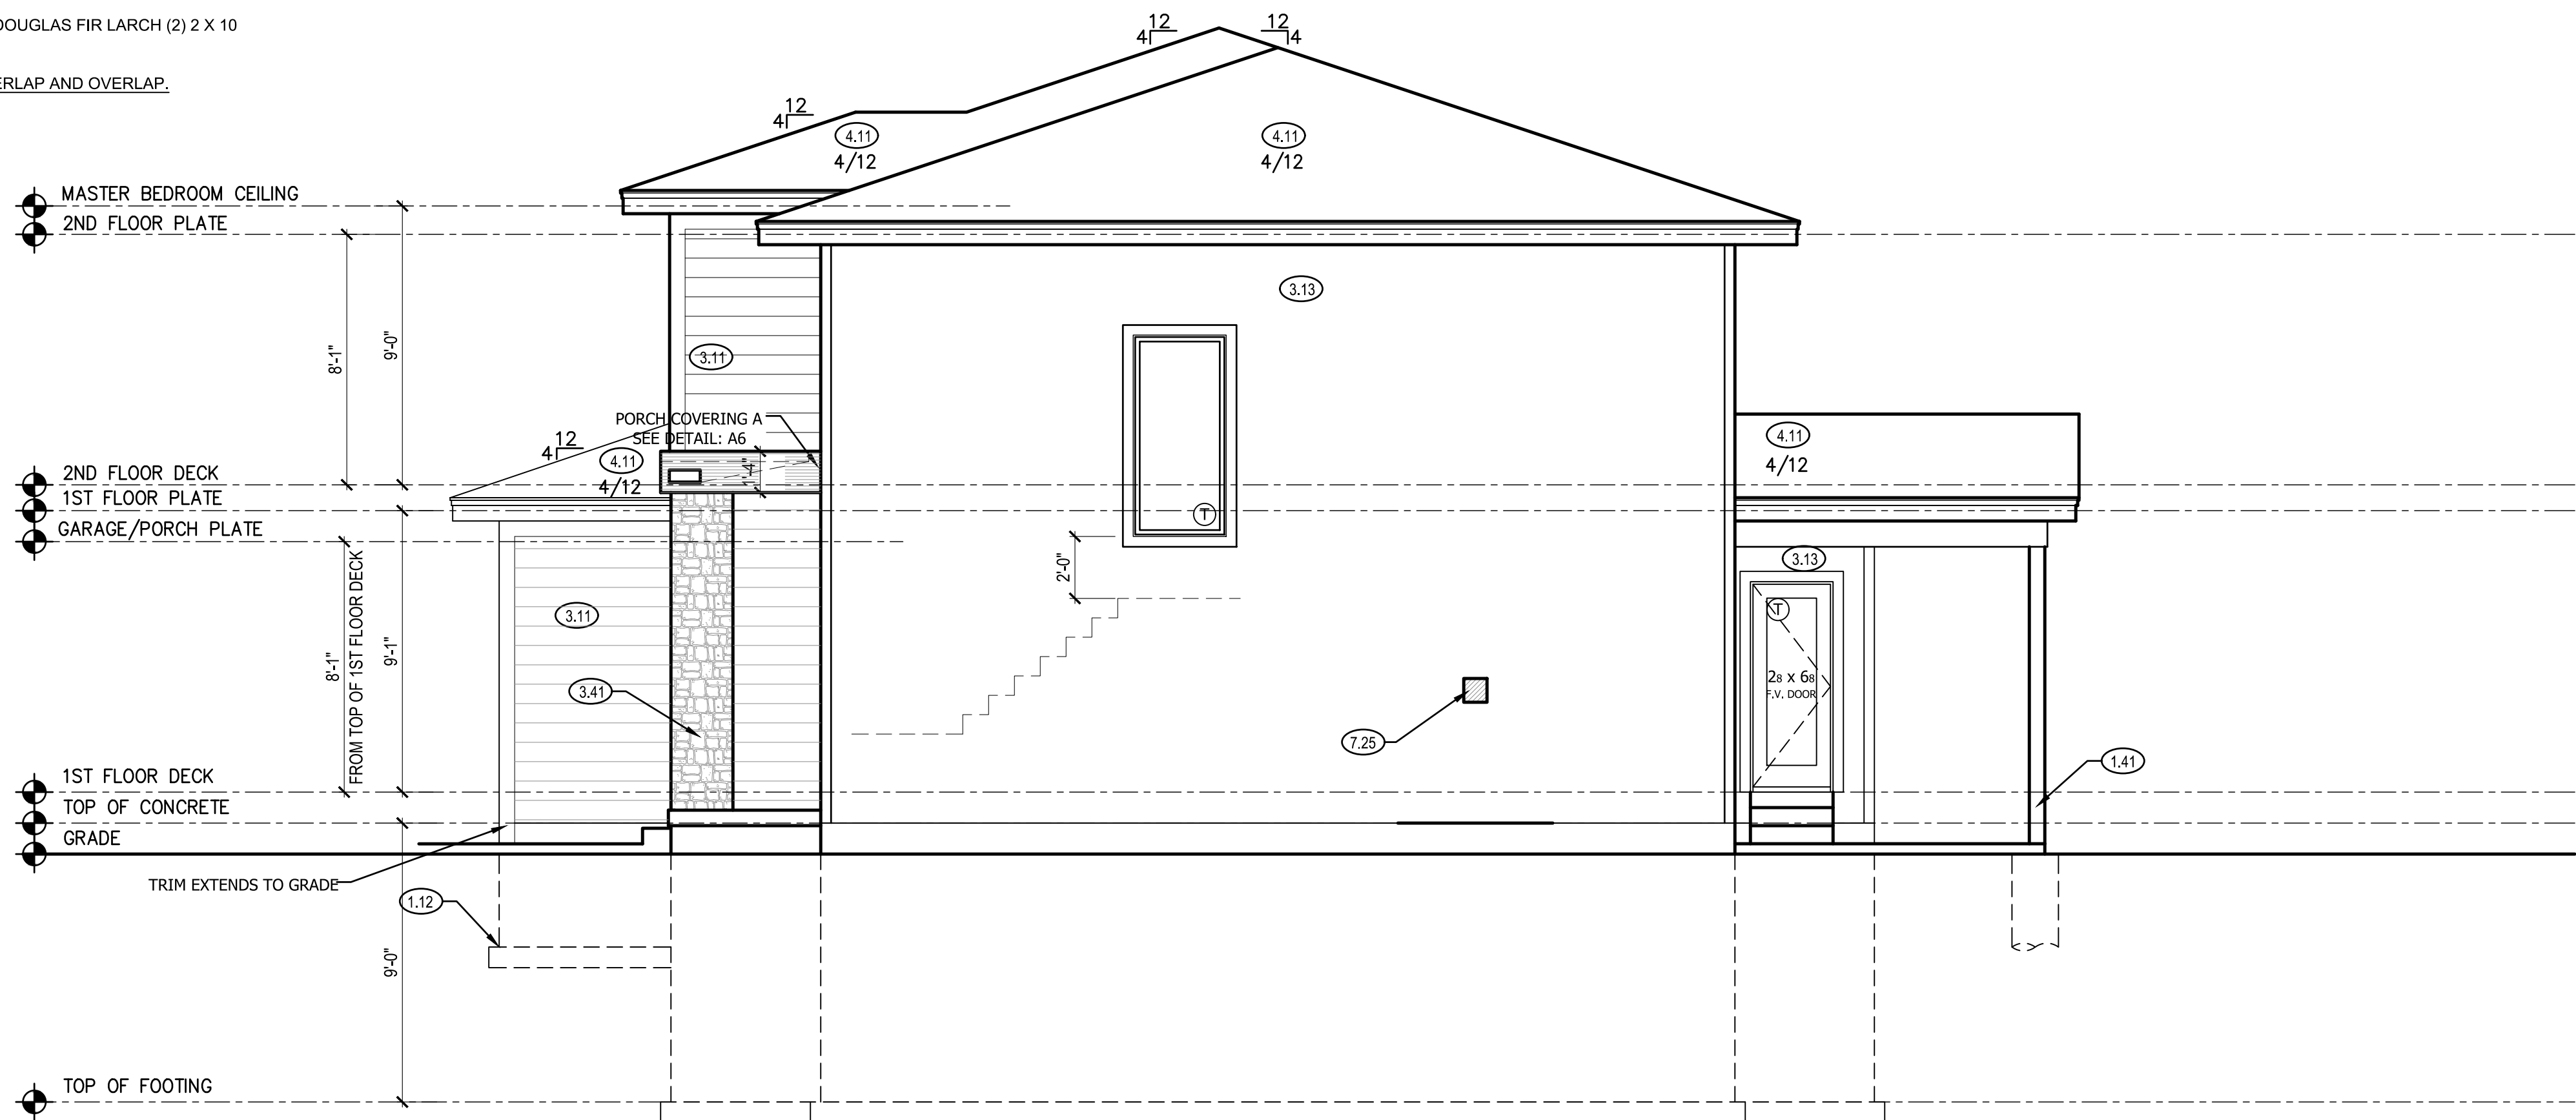 DOUGLAS FIR LARCH (2) 2 X 10
ERLAP AND OVERLAP.
12
4
12
4
12
4
4.11
4/12
4.11
4/12
MASTER BEDROOM CEILING
2ND FLOOR PLATE
3.13
8'-1"
9'-0"
3.11
PORCH COVERING A
SEE DETAIL: A6
12
4
4.11
4/12
1'-4"
4.11
4/12
2ND FLOOR DECK
1ST FLOOR PLATE
GARAGE/PORCH PLATE
T
2'-0"
3.13
T
8'-1"
FROM TOP OF 1ST FLOOR DECK
9'-1"
3.11
3.41
28 X 68
F.V. DOOR
7.25
1.41
1ST FLOOR DECK
TOP OF CONCRETE
GRADE
TRIM EXTENDS TO GRADE
1.12
9'-0"
TOP OF FOOTING